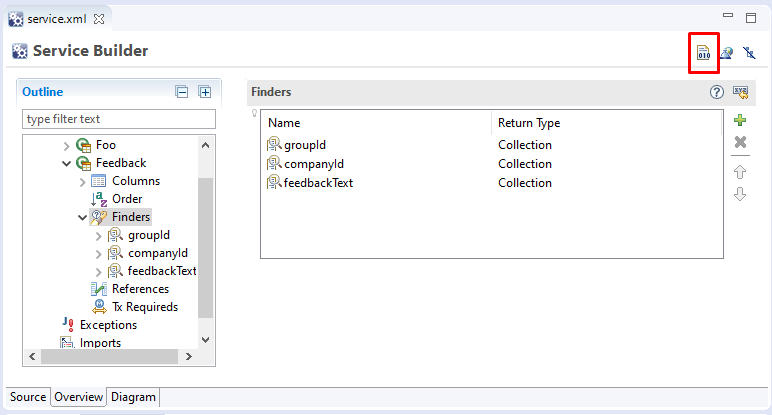 service.xml
Service Builder
010
Outline
type filter text
Foo
Feedback
Columns
Order
Finders
groupId
companyId
feedbackText
References
Tx Requireds
Exceptions
Imports
Finders
Name Return Type
groupId Collection
companyId Collection
feedbackText Collection
Source Overview Diagram